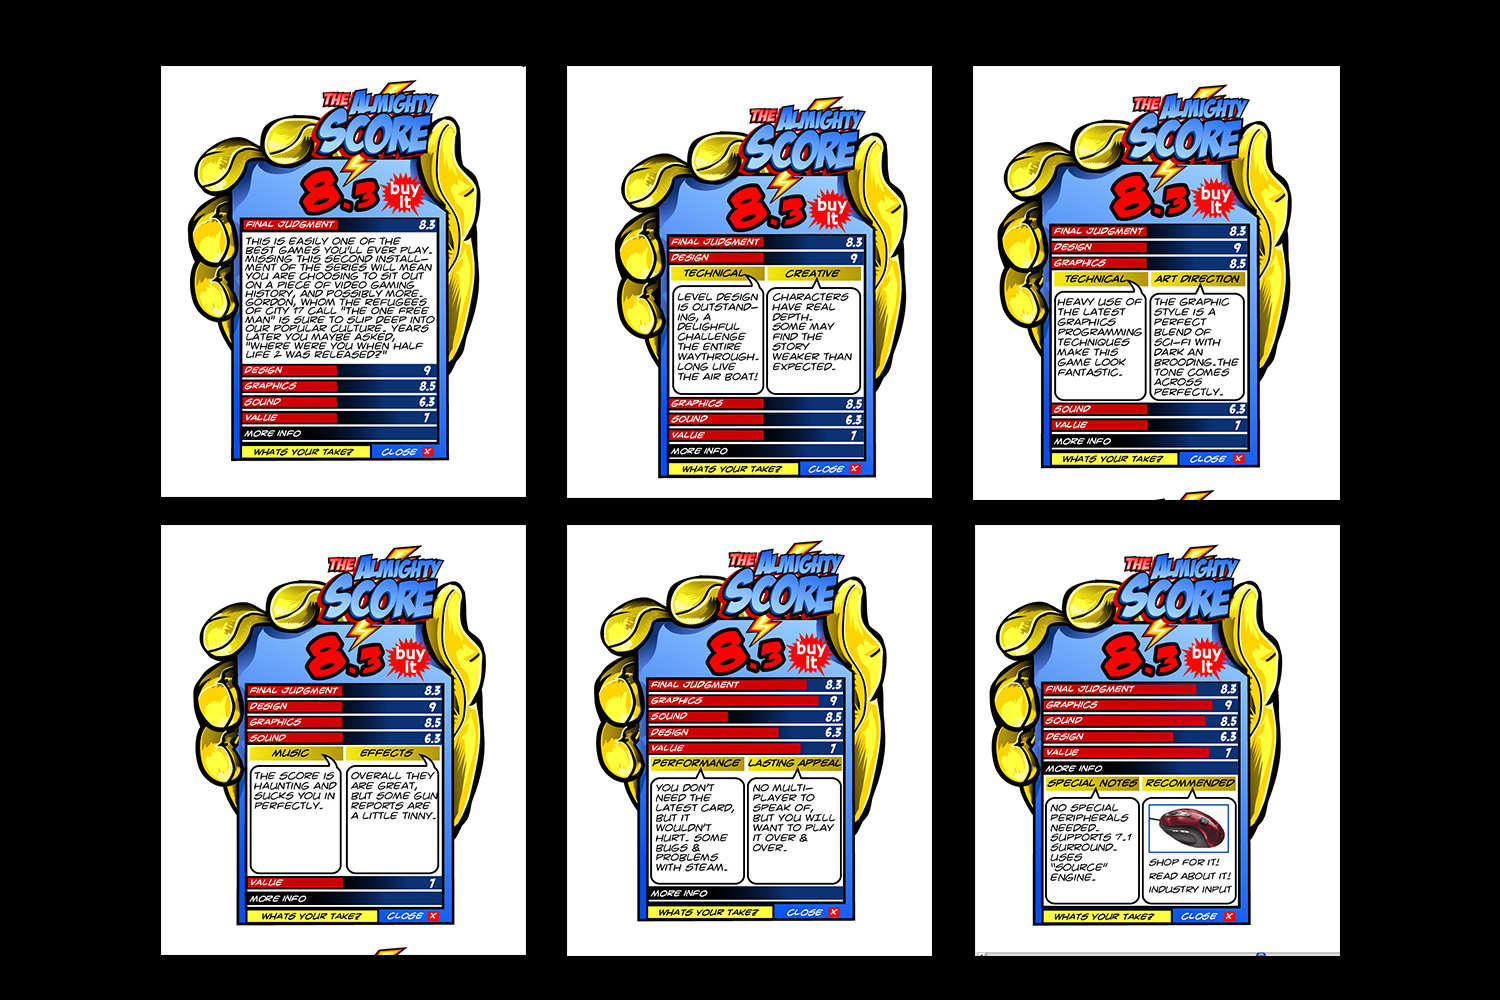 THE ALMIGHTY
SCORE
8.3 buy it
FINAL JUDGMENT 8.3
THIS IS EASILY ONE OF THE
BEST GAMES YOU'LL EVER PLAY.
MISSING THIS SECOND INSTALL-
MENT OF THE SERIES WILL MEAN
YOU ARE CHOOSING TO SIT OUT
ON A PIECE OF VIDEO GAMING
HISTORY, AND POSSIBLY MORE.
GORDON, WHOM THE REFUGEES
OF CITY 17 CALL "THE ONE FREE
MAN" IS SURE TO SLIP DEEP INTO
OUR POPULAR CULTURE. YEARS
LATER YOU MAYBE ASKED,
"WHERE WERE YOU WHEN HALF
LIFE 2 WAS RELEASED?"
DESIGN 9
GRAPHICS 8.5
SOUND 6.3
VALUE 7
MORE INFO
WHATS YOUR TAKE? CLOSE X
THE ALMIGHTY
SCORE
8.3 buy it
FINAL JUDGMENT 8.3
DESIGN 9
TECHNICAL CREATIVE
LEVEL DESIGN
IS OUTSTAND-
ING, A
DELIGHFUL
CHALLENGE
THE ENTIRE
WAYTHROUGH.
LONG LIVE
THE AIR BOAT!
CHARACTERS
HAVE REAL
DEPTH.
SOME MAY
FIND THE
STORY
WEAKER THAN
EXPECTED.
GRAPHICS 8.5
SOUND 6.3
VALUE 7
MORE INFO
WHATS YOUR TAKE? CLOSE X
THE ALMIGHTY
SCORE
8.3 buy it
FINAL JUDGMENT 8.3
DESIGN 9
GRAPHICS 8.5
TECHNICAL ART DIRECTION
HEAVY USE OF
THE LATEST
GRAPHICS
PROGRAMMING
TECHNIQUES
MAKE THIS
GAME LOOK
FANTASTIC.
THE GRAPHIC
STYLE IS A
PERFECT
BLEND OF
SCI-FI WITH
DARK AN
BROODING.THE
TONE COMES
ACROSS
PERFECTLY.
SOUND 6.3
VALUE 7
MORE INFO
WHATS YOUR TAKE? CLOSE X
THE ALMIGHTY
SCORE
8.3 buy it
FINAL JUDGMENT 8.3
DESIGN 9
GRAPHICS 8.5
SOUND 6.3
MUSIC EFFECTS
THE SCORE IS
HAUNTING AND
SUCKS YOU IN
PERFECTLY.
OVERALL THEY
ARE GREAT,
BUT SOME GUN
REPORTS ARE
A LITTLE TINNY.
VALUE 7
MORE INFO
WHATS YOUR TAKE? CLOSE X
THE ALMIGHTY
SCORE
8.3 buy it
FINAL JUDGMENT 8.3
GRAPHICS 9
SOUND 8.5
DESIGN 6.3
VALUE 7
PERFORMANCE LASTING APPEAL
YOU DON'T
NEED THE
LATEST CARD,
BUT IT
WOULDN'T
HURT. SOME
BUGS &
PROBLEMS
WITH STEAM.
NO MULTI-
PLAYER TO
SPEAK OF,
BUT YOU WILL
WANT TO PLAY
IT OVER &
OVER.
MORE INFO
WHATS YOUR TAKE? CLOSE X
THE ALMIGHTY
SCORE
8.3 buy it
FINAL JUDGMENT 8.3
GRAPHICS 9
SOUND 8.5
DESIGN 6.3
VALUE 7
MORE INFO
SPECIAL NOTES RECOMMENDED
NO SPECIAL
PERIPHERALS
NEEDED.
SUPPORTS 7.1
SURROUND.
USES
"SOURCE"
ENGINE.
SHOP FOR IT!
READ ABOUT IT!
INDUSTRY INPUT
WHATS YOUR TAKE? CLOSE X